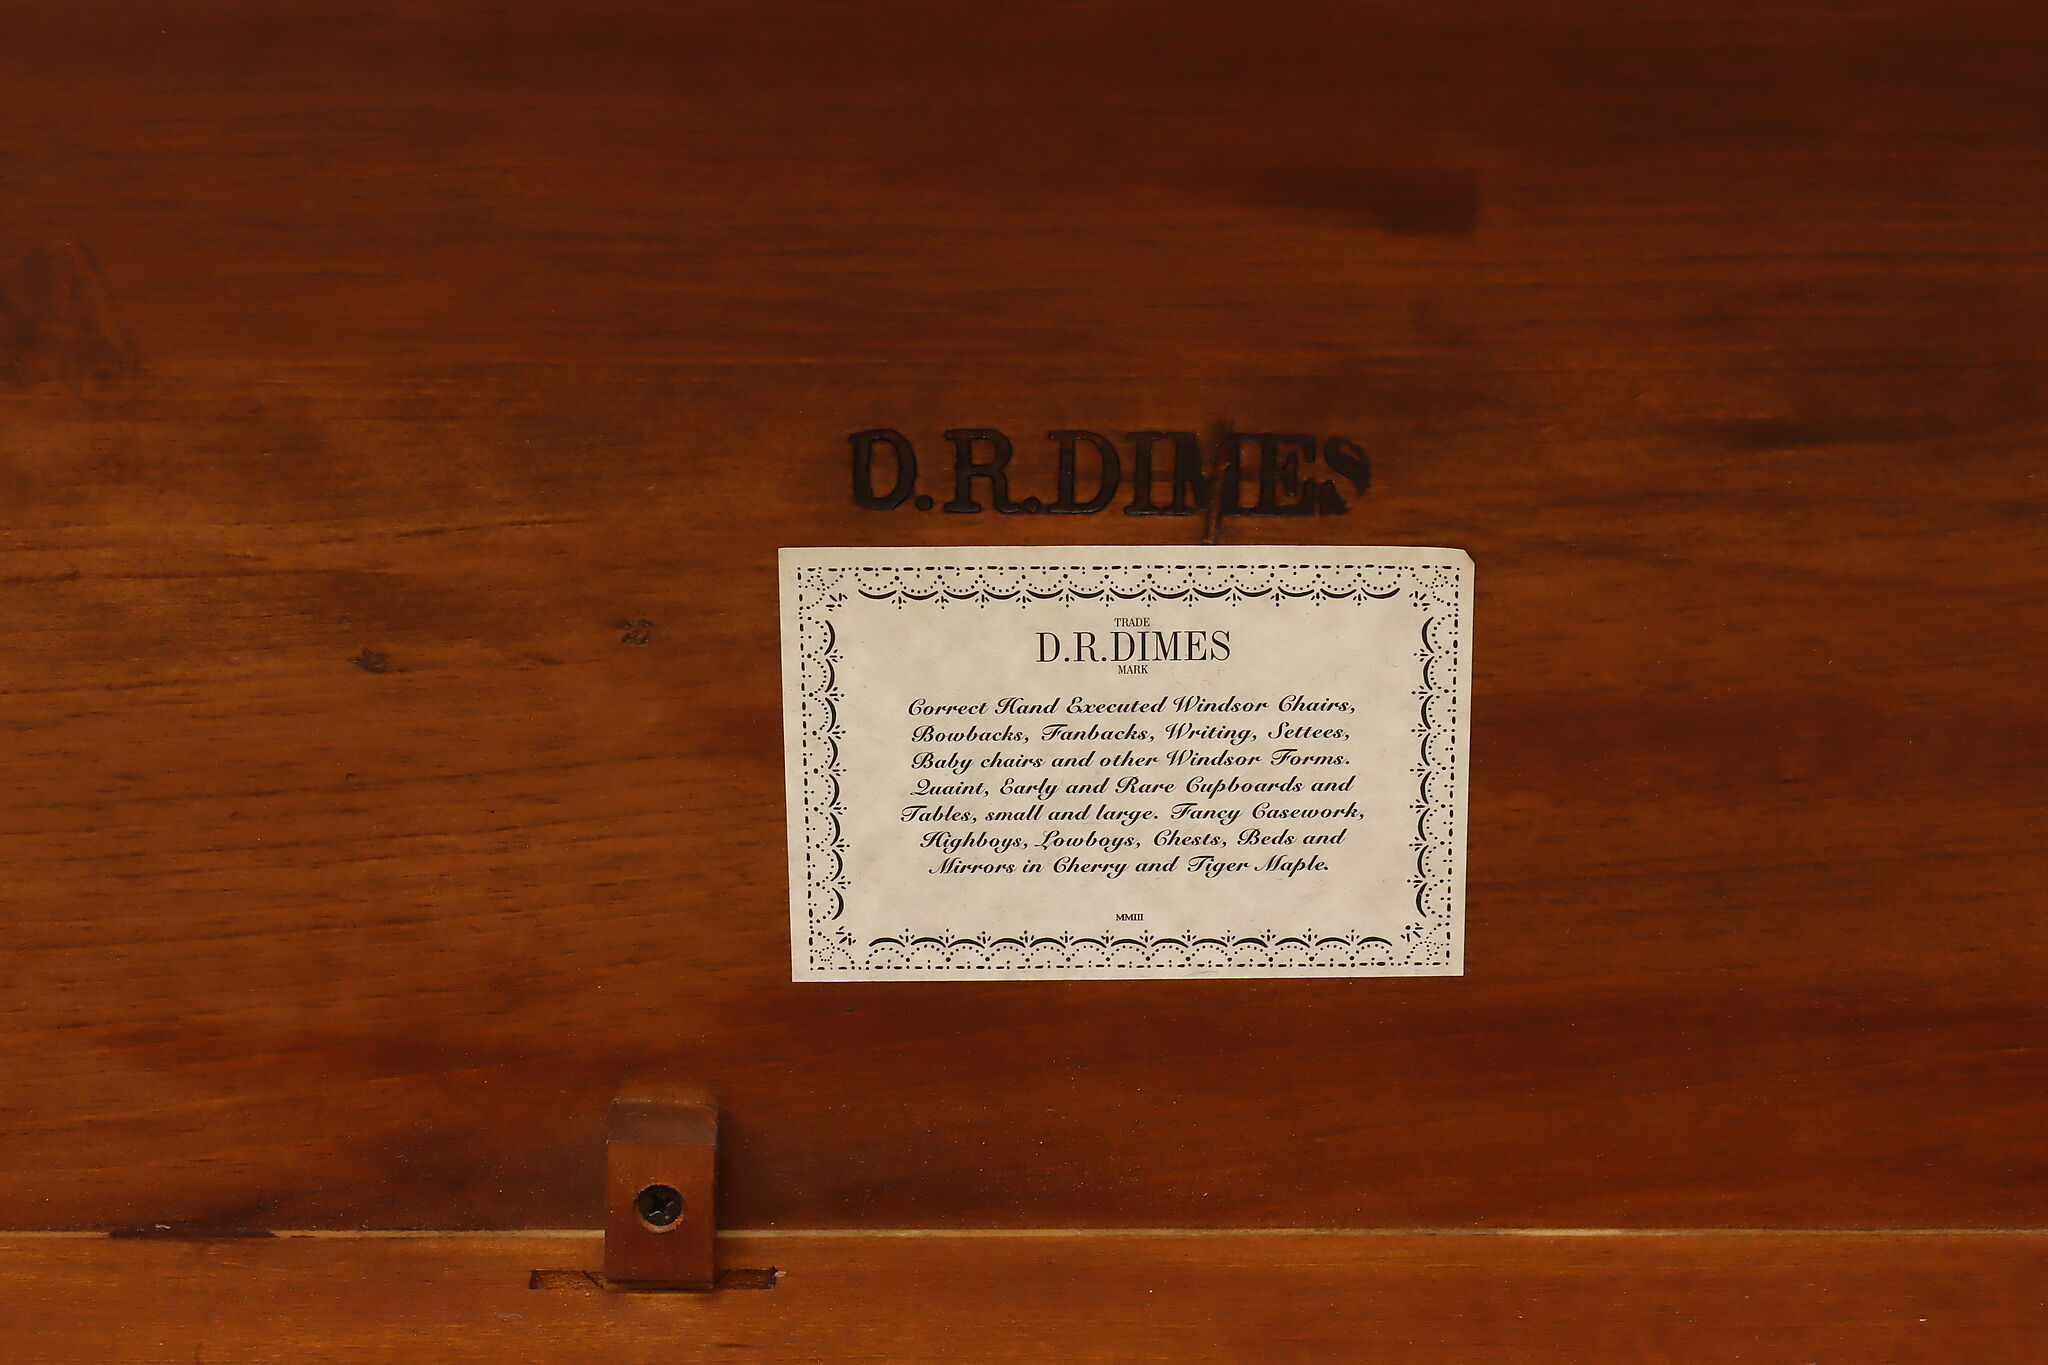 D.R.DIMES
TRADE
D.R.DIMES
MARK
Correct Hand Executed Windsor Chairs,
Bowbacks, Fanbacks, Writing, Settees,
Baby chairs and other Windsor Forms.
Quaint, Early and Rare Cupboards and
Tables, small and large. Fancy Casework,
Highboys, Lowboys, Chests, Beds and
Mirrors in Cherry and Tiger Maple.
MMIII